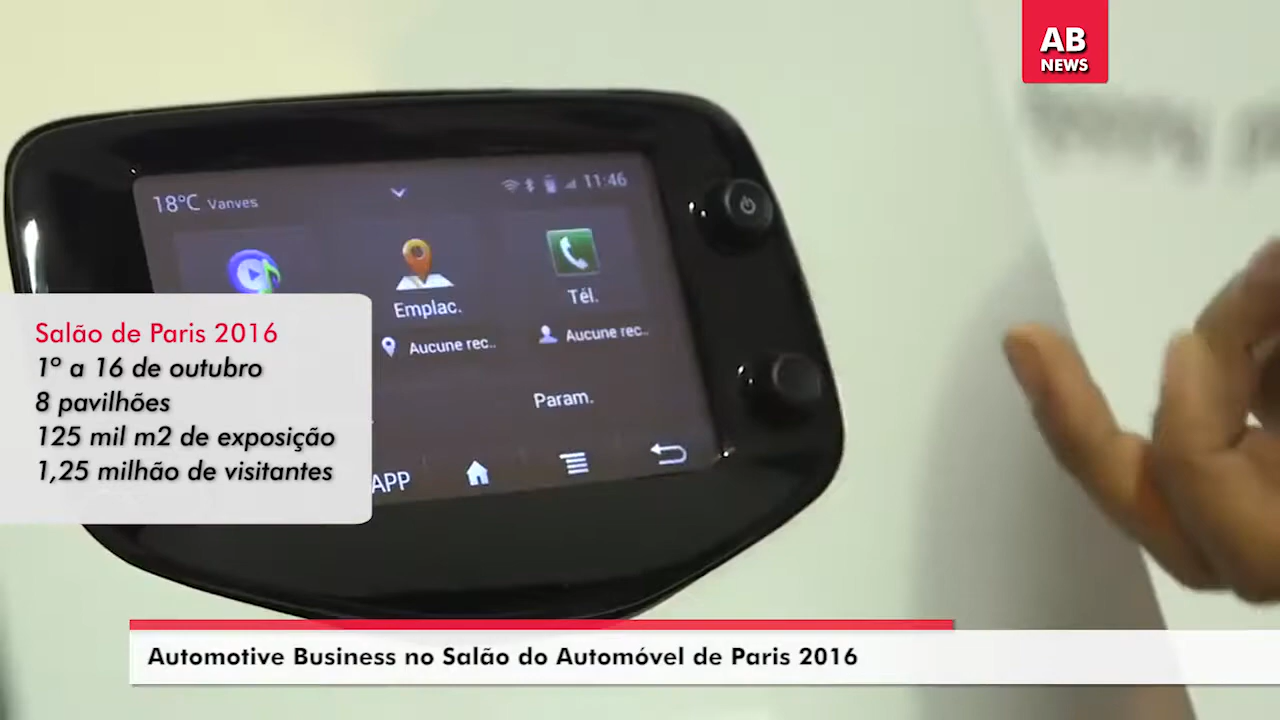 AB
NEWS
18°C Vanves
11:46
Emplac.
Tél.
Aucune rec..
Aucune rec..
Param.
APP
Salão de Paris 2016
1º a 16 de outubro
8 pavilhões
125 mil m2 de exposição
1,25 milhão de visitantes
Automotive Business no Salão do Automóvel de Paris 2016